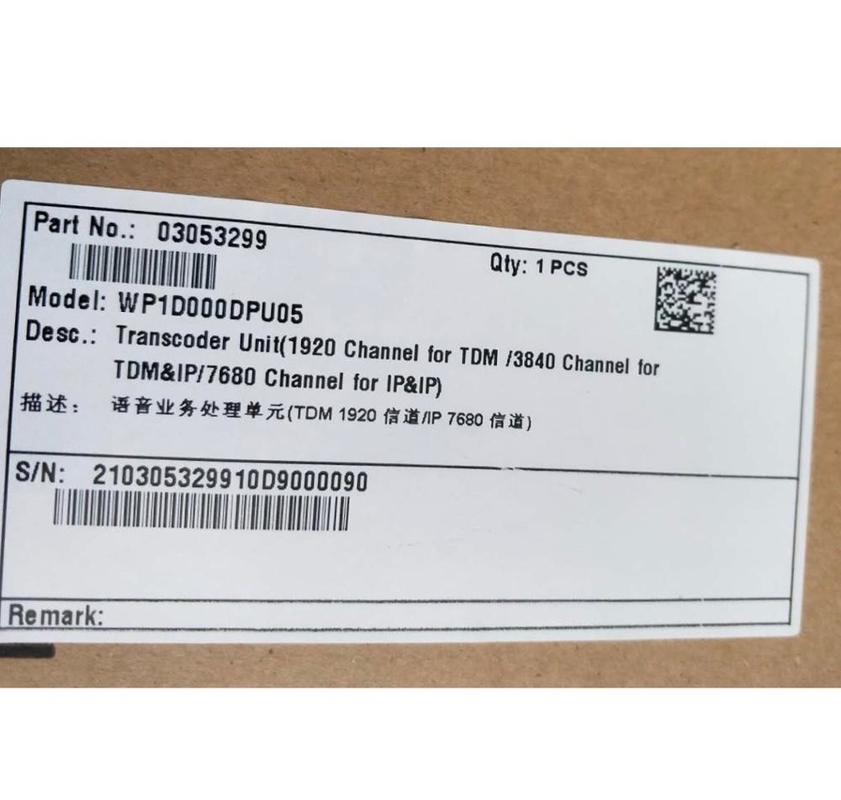 Part No.: 03053299
Qty: 1 PCS
Model: WP1D000DPU05
Desc.: Transcoder Unit(1920 Channel for TDM /3840 Channel for
TDM&IP/7680 Channel for IP&IP)
描述: 语音业务处理单元(TDM 1920 信道/IP 7680 信道)
S/N: 210305329910D9000090
Remark: